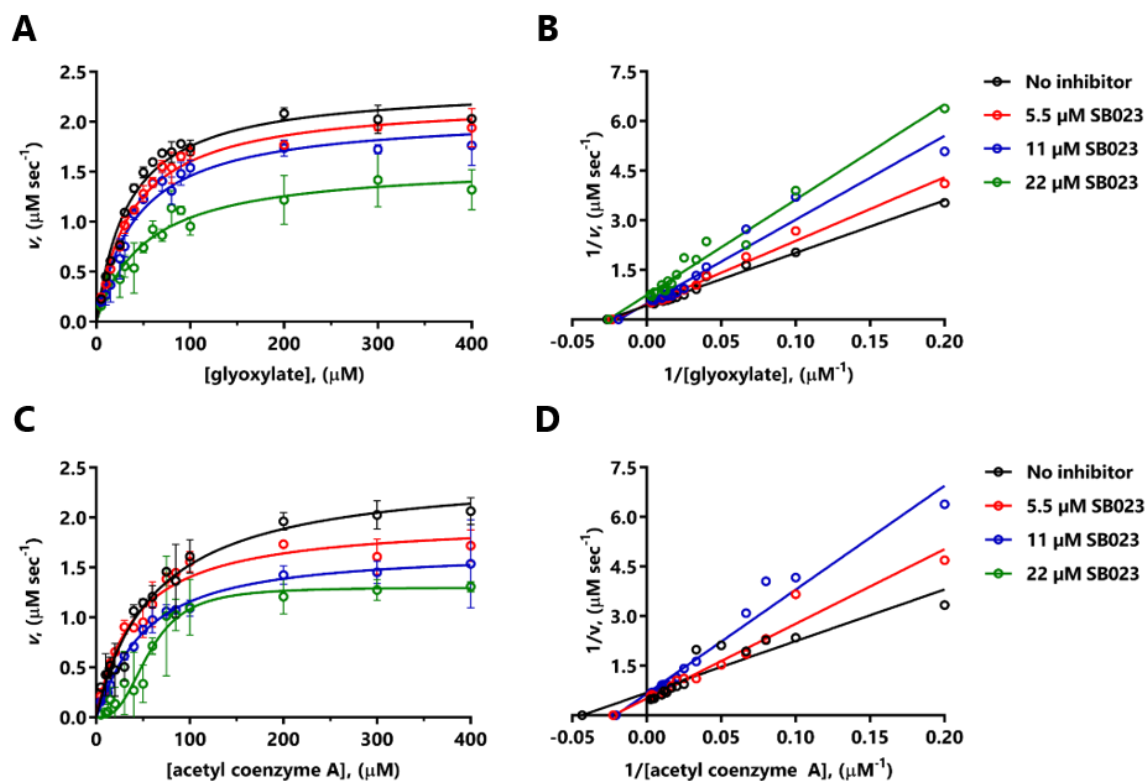 A
2.5
2.0
1.5
1.0
0.5
0.0
0 100 200 300 400
v, (μM sec-1)
[glyoxylate], (μM)
B
7.5
6.0
4.5
3.0
1.5
-0.05 0.00 0.05 0.10 0.15 0.20
1/v, (μM sec-1)
1/[glyoxylate], (μM-1)
No inhibitor
5.5 μM SB023
11 μM SB023
22 μM SB023
C
2.5
2.0
1.5
1.0
0.5
0.0
0 100 200 300 400
v, (μM sec-1)
[acetyl coenzyme A], (μM)
D
7.5
6.0
4.5
3.0
1.5
-0.05 0.00 0.05 0.10 0.15 0.20
1/v, (μM sec-1)
1/[acetyl coenzyme A], (μM-1)
No inhibitor
5.5 μM SB023
11 μM SB023
22 μM SB023